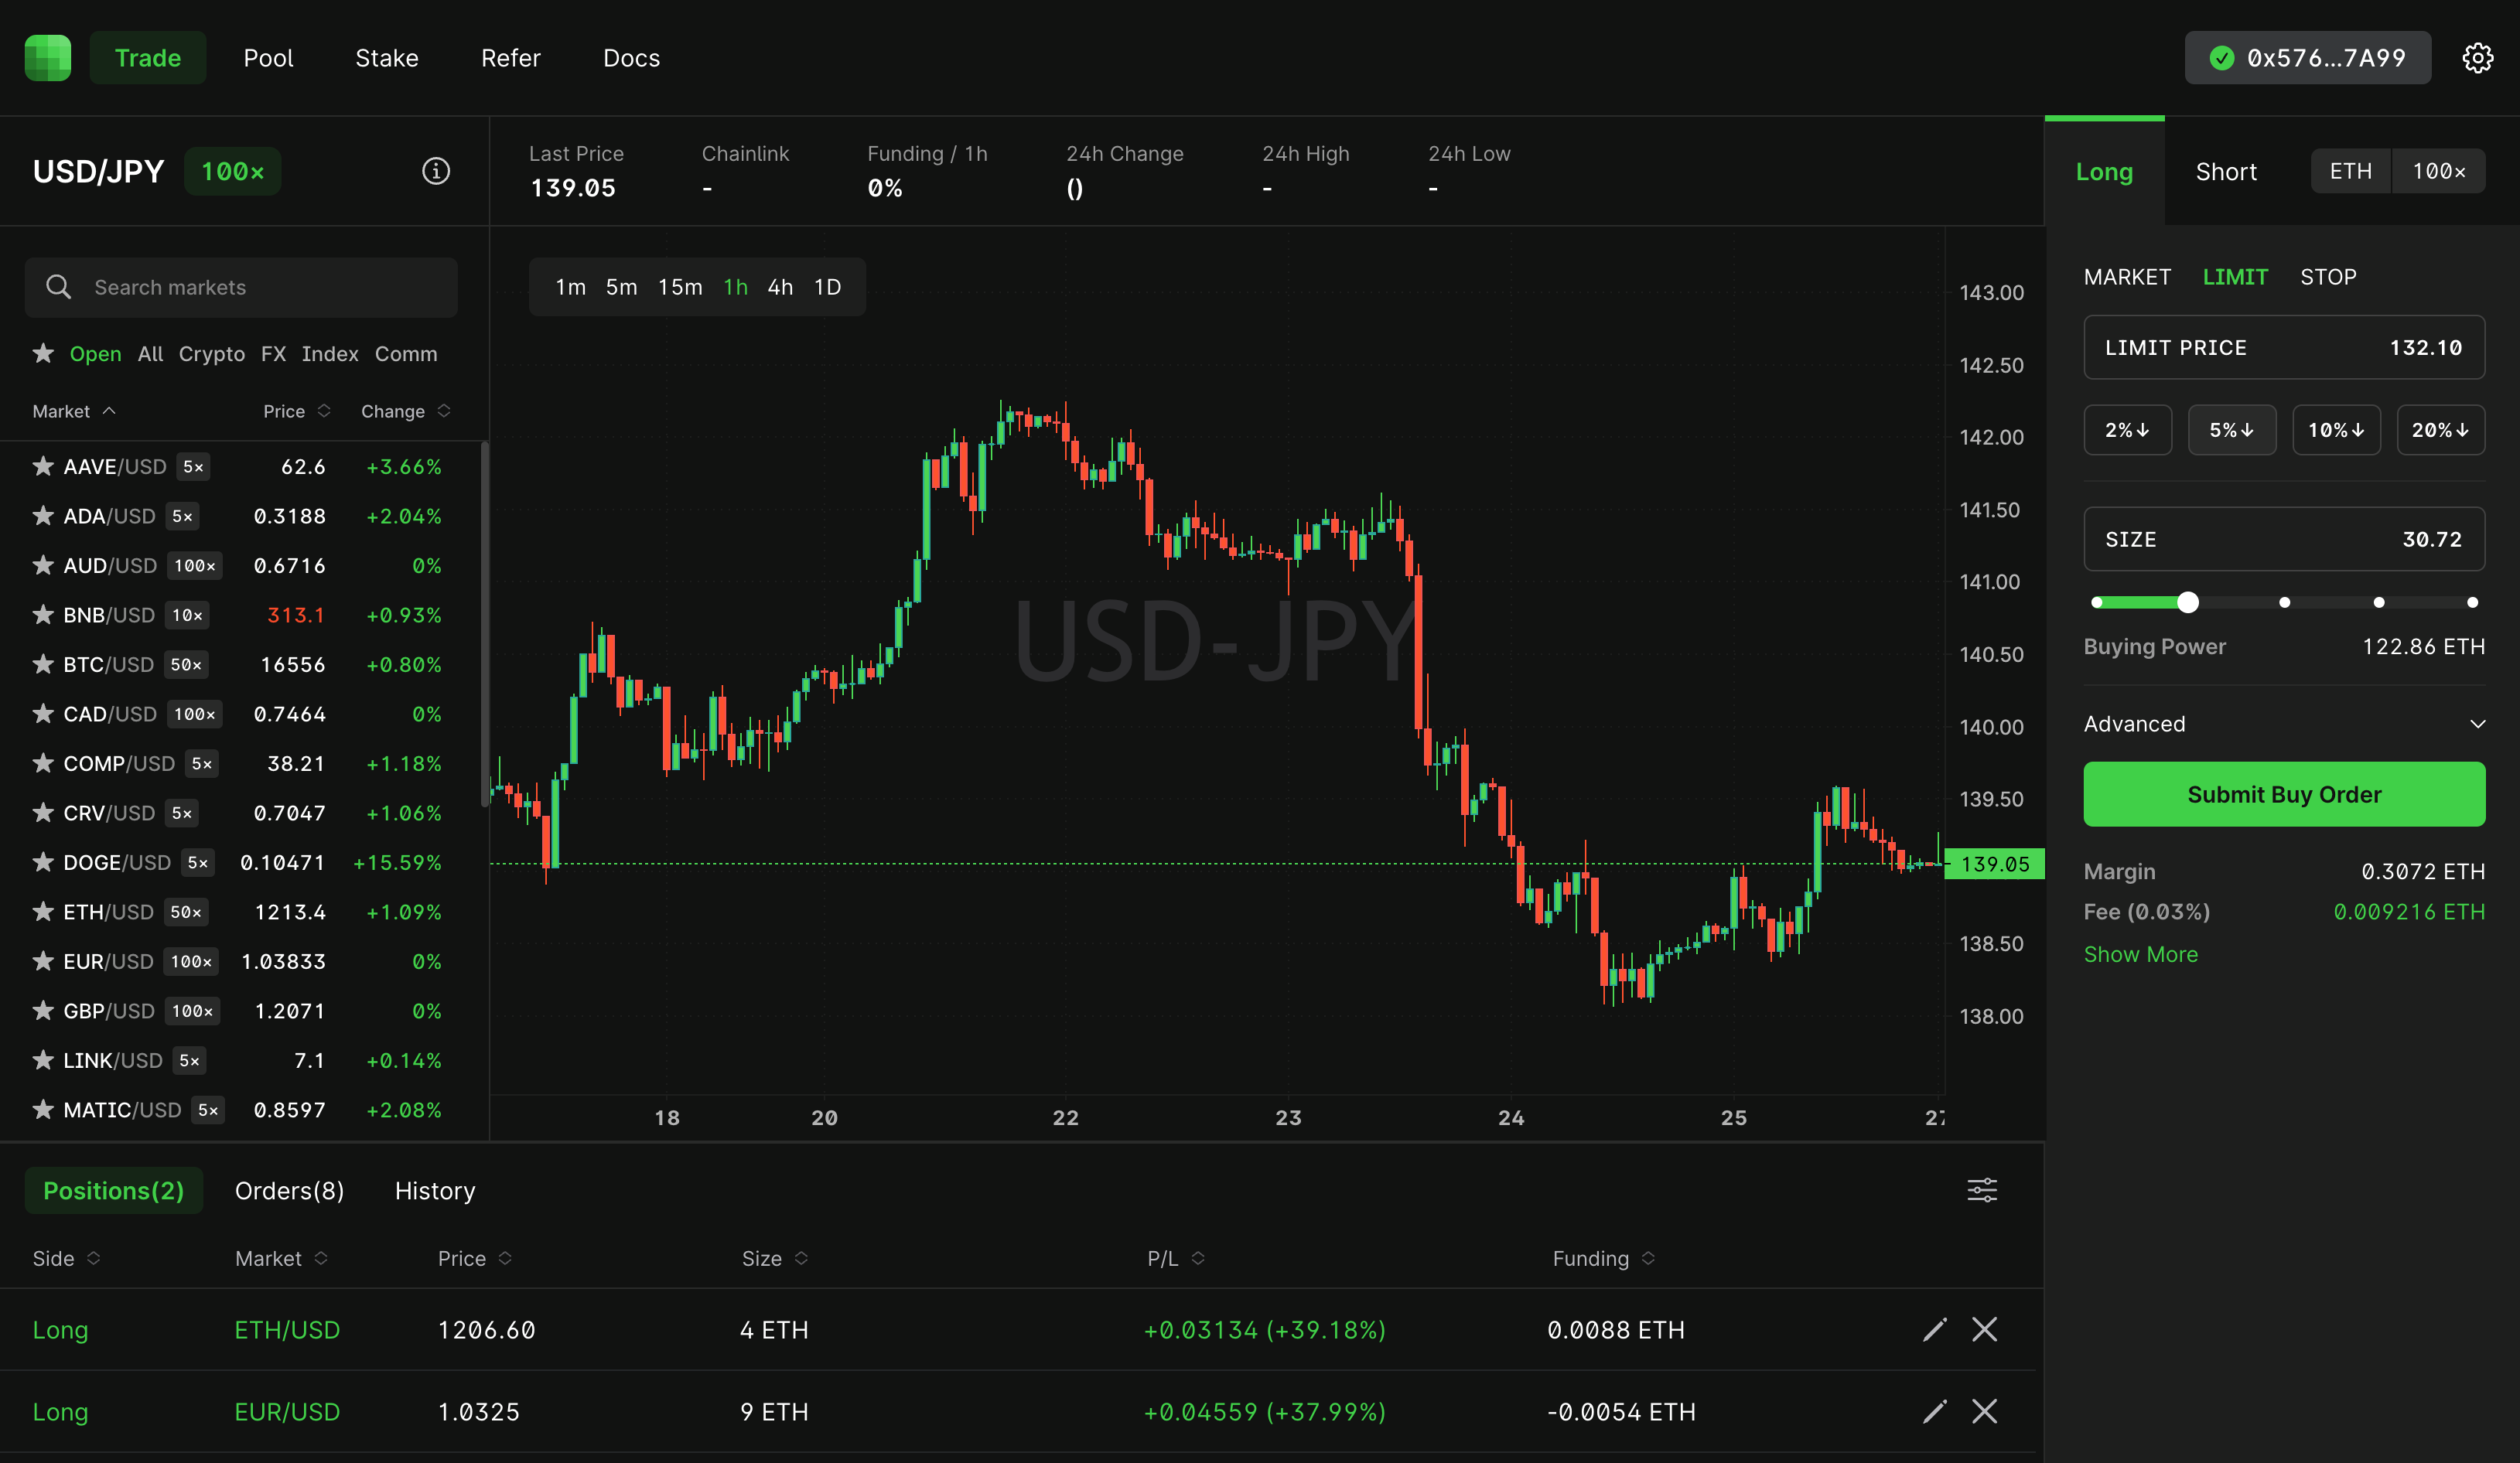 Trade Pool Stake Refer Docs 0x576...7A99
USD/JPY 100×
Last Price Chainlink Funding / 1h 24h Change 24h High 24h Low
139.05 - 0% () - -
Search markets
Open All Crypto FX Index Comm
Market Price Change
AAVE/USD 5× 62.6 +3.66%
ADA/USD 5× 0.3188 +2.04%
AUD/USD 100× 0.6716 0%
BNB/USD 10× 313.1 +0.93%
BTC/USD 50× 16556 +0.80%
CAD/USD 100× 0.7464 0%
COMP/USD 5× 38.21 +1.18%
CRV/USD 5× 0.7047 +1.06%
DOGE/USD 5× 0.10471 +15.59%
ETH/USD 50× 1213.4 +1.09%
EUR/USD 100× 1.03833 0%
GBP/USD 100× 1.2071 0%
LINK/USD 5× 7.1 +0.14%
MATIC/USD 5× 0.8597 +2.08%
1m 5m 15m 1h 4h 1D
USD-JPY
143.00
142.50
142.00
141.50
141.00
140.50
140.00
139.50
139.05
138.50
138.00
18 20 22 23 24 25 27
Long Short ETH 100×
MARKET LIMIT STOP
LIMIT PRICE 132.10
2%↓ 5%↓ 10%↓ 20%↓
SIZE 30.72
Buying Power 122.86 ETH
Advanced
Submit Buy Order
Margin 0.3072 ETH
Fee (0.03%) 0.009216 ETH
Show More
Positions(2) Orders(8) History
Side Market Price Size P/L Funding
Long ETH/USD 1206.60 4 ETH +0.03134 (+39.18%) 0.0088 ETH
Long EUR/USD 1.0325 9 ETH +0.04559 (+37.99%) -0.0054 ETH